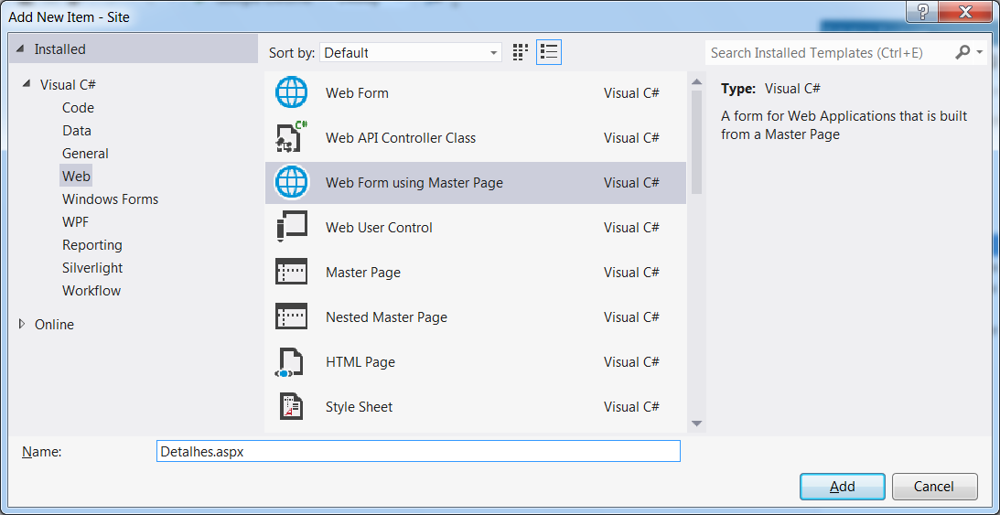 Add New Item - Site
Installed
Sort by: Default
Search Installed Templates (Ctrl+E)
Visual C#
Code
Data
General
Web
Windows Forms
WPF
Reporting
Silverlight
Workflow
Online
Web Form Visual C#
C#
Web API Controller Class Visual C#
Web Form using Master Page Visual C#
Web User Control Visual C#
Master Page Visual C#
Nested Master Page Visual C#
HTML Page Visual C#
Style Sheet Visual C#
Type: Visual C#
A form for Web Applications that is built
from a Master Page
Name: Detalhes.aspx
Add Cancel